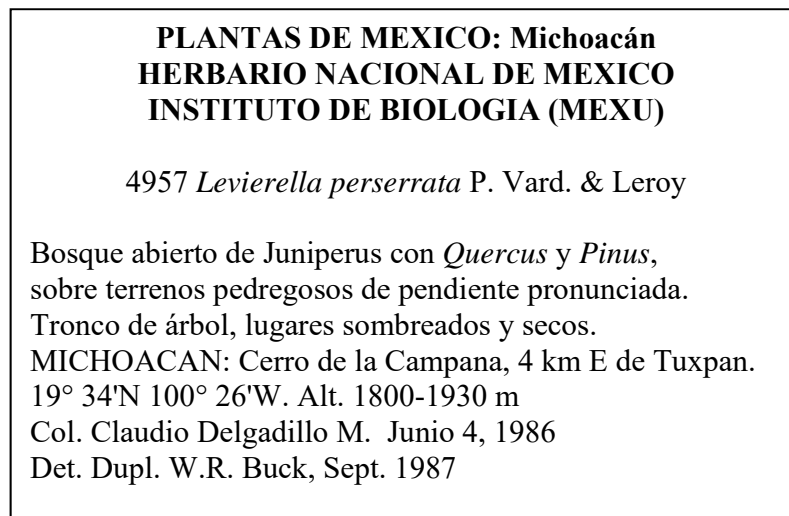 PLANTAS DE MEXICO: Michoacán
HERBARIO NACIONAL DE MEXICO
INSTITUTO DE BIOLOGIA (MEXU)
4957 Levierella perserrata P. Vard. & Leroy
Bosque abierto de Juniperus con Quercus y Pinus,
sobre terrenos pedregosos de pendiente pronunciada.
Tronco de árbol, lugares sombreados y secos.
MICHOACAN: Cerro de la Campana, 4 km E de Tuxpan.
19° 34'N 100° 26'W. Alt. 1800-1930 m
Col. Claudio Delgadillo M. Junio 4, 1986
Det. Dupl. W.R. Buck, Sept. 1987